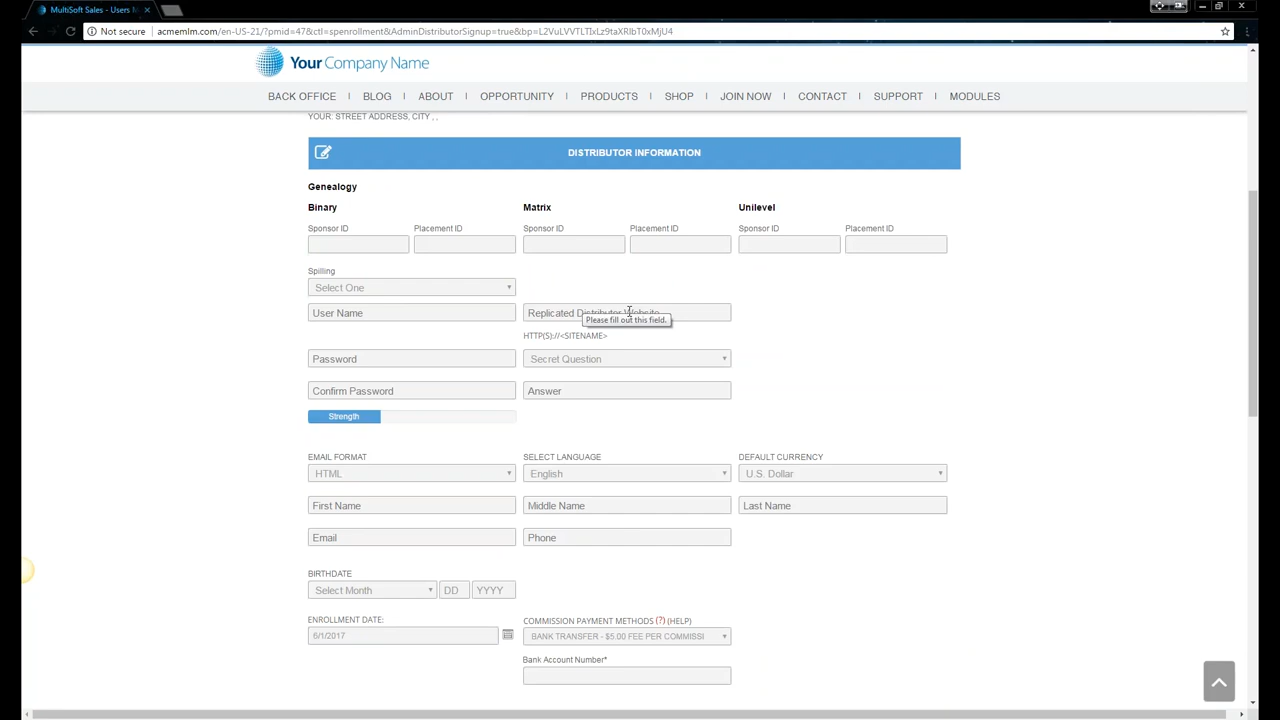 MultiSoft Sales - Users M
Not secure
acmemlm.com/en-US-21/?pmid=47&ctl=spenrollment&AdminDistributorSignup=true&bp=L2VuLVVTLTIxLz9taXRlbT0xMjU4
Your Company Name
BACK OFFICE | BLOG | ABOUT | OPPORTUNITY | PRODUCTS | SHOP | JOIN NOW | CONTACT | SUPPORT | MODULES
YOUR: STREET ADDRESS, CITY , ,
DISTRIBUTOR INFORMATION
Genealogy
Binary Matrix Unilevel
Sponsor ID Placement ID Sponsor ID Placement ID Sponsor ID Placement ID
Spilling
Select One
User Name Replicated Distributor Website
Please fill out this field.
HTTP(S)://<SITENAME>
Password Secret Question
Confirm Password Answer
Strength
EMAIL FORMAT SELECT LANGUAGE DEFAULT CURRENCY
HTML English U.S. Dollar
First Name Middle Name Last Name
Email Phone
BIRTHDATE
Select Month DD YYYY
ENROLLMENT DATE: COMMISSION PAYMENT METHODS (?) (HELP)
6/1/2017 BANK TRANSFER - $5.00 FEE PER COMMISSI
Bank Account Number*